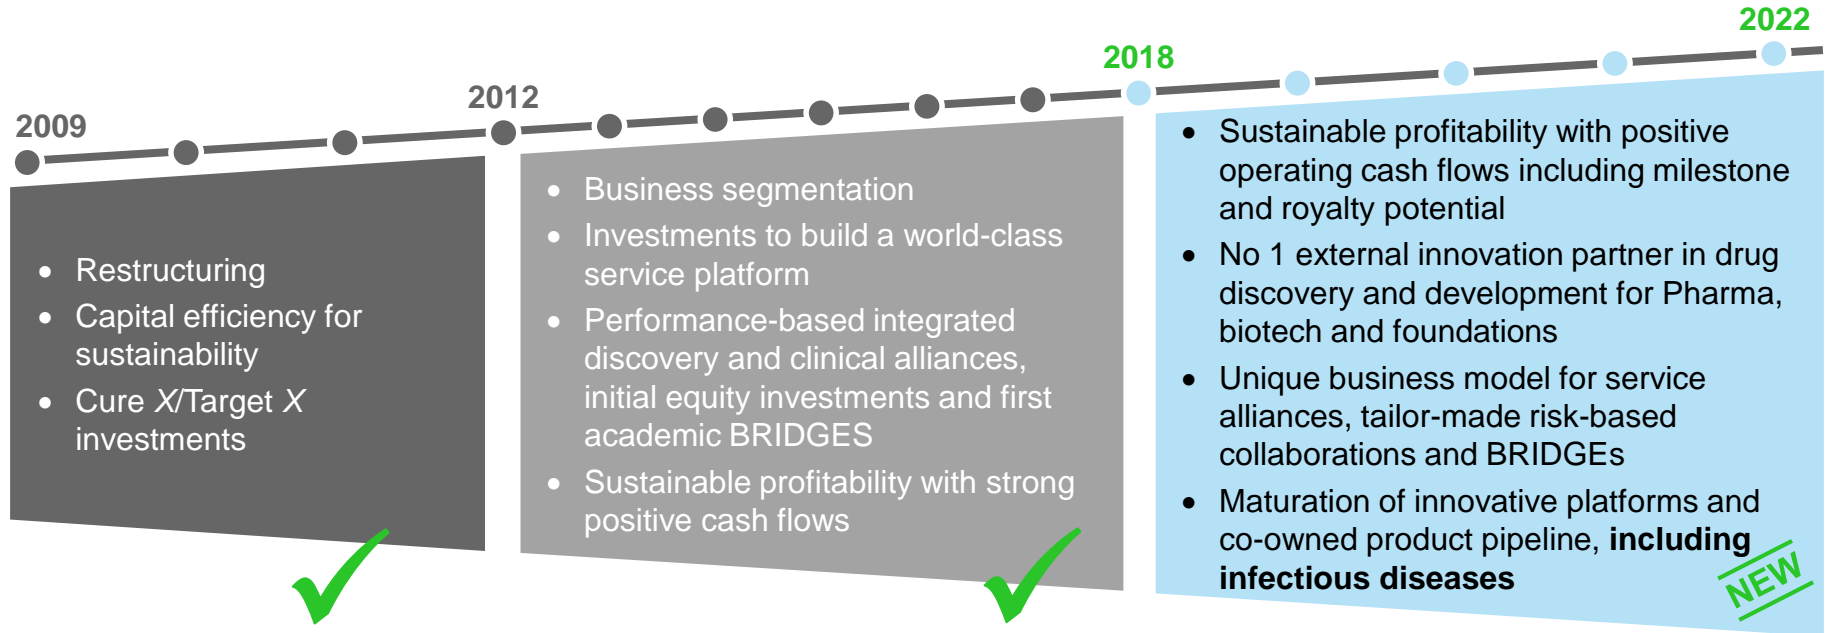 2009
2012
2018
2022
• Restructuring
• Capital efficiency for
sustainability
• Cure X/Target X
investments
• Business segmentation
• Investments to build a world-class
service platform
• Performance-based integrated
discovery and clinical alliances,
initial equity investments and first
academic BRIDGES
• Sustainable profitability with strong
positive cash flows
• Sustainable profitability with positive
operating cash flows including milestone
and royalty potential
• No 1 external innovation partner in drug
discovery and development for Pharma,
biotech and foundations
• Unique business model for service
alliances, tailor-made risk-based
collaborations and BRIDGEs
• Maturation of innovative platforms and
co-owned product pipeline, including
infectious diseases
NEW